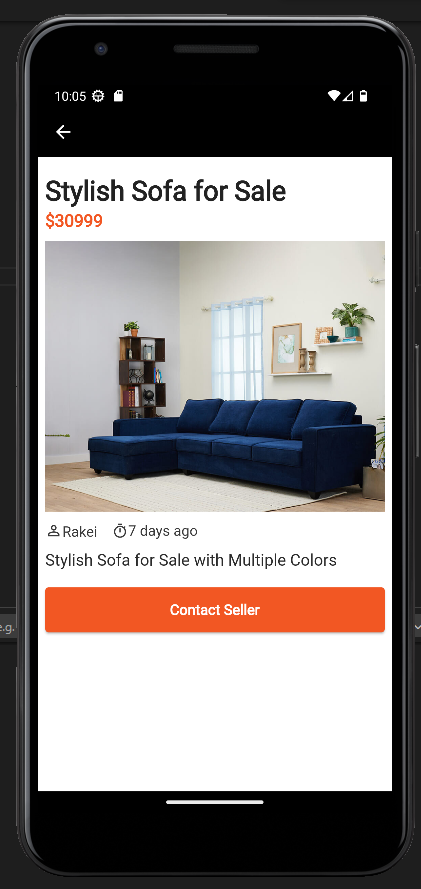 10:05
Stylish Sofa for Sale
$30999
Rakei
7 days ago
Stylish Sofa for Sale with Multiple Colors
Contact Seller
e.g.